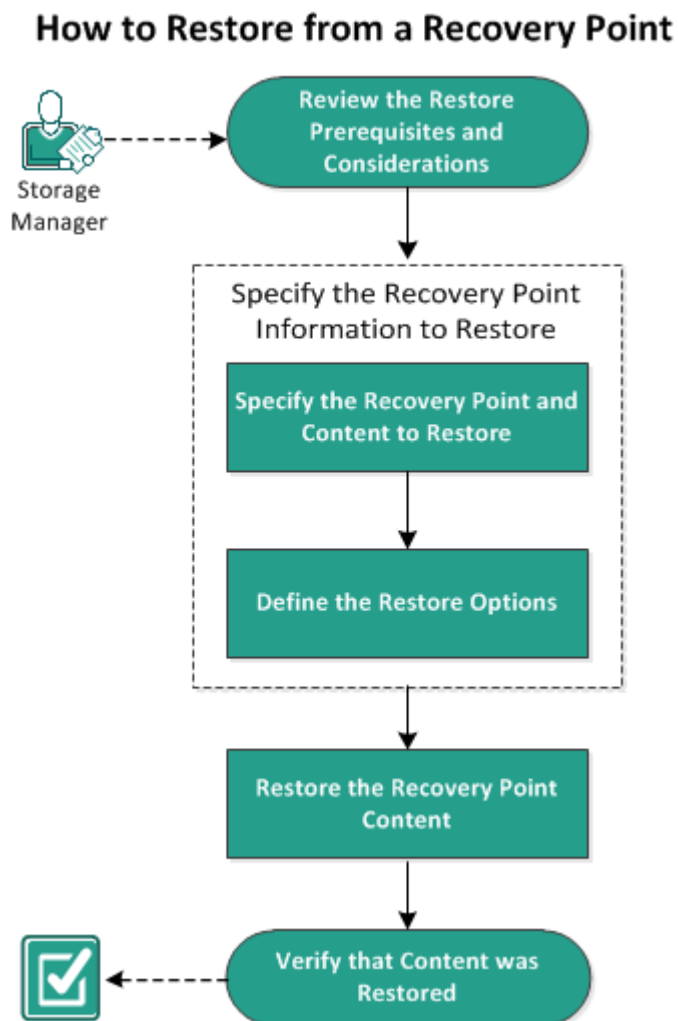 How to Restore from a Recovery Point
Review the Restore
Prerequisites and
Considerations
Storage
Manager
Specify the Recovery Point
Information to Restore
Specify the Recovery Point and
Content to Restore
Define the Restore Options
Restore the Recovery Point
Content
Verify that Content was
Restored